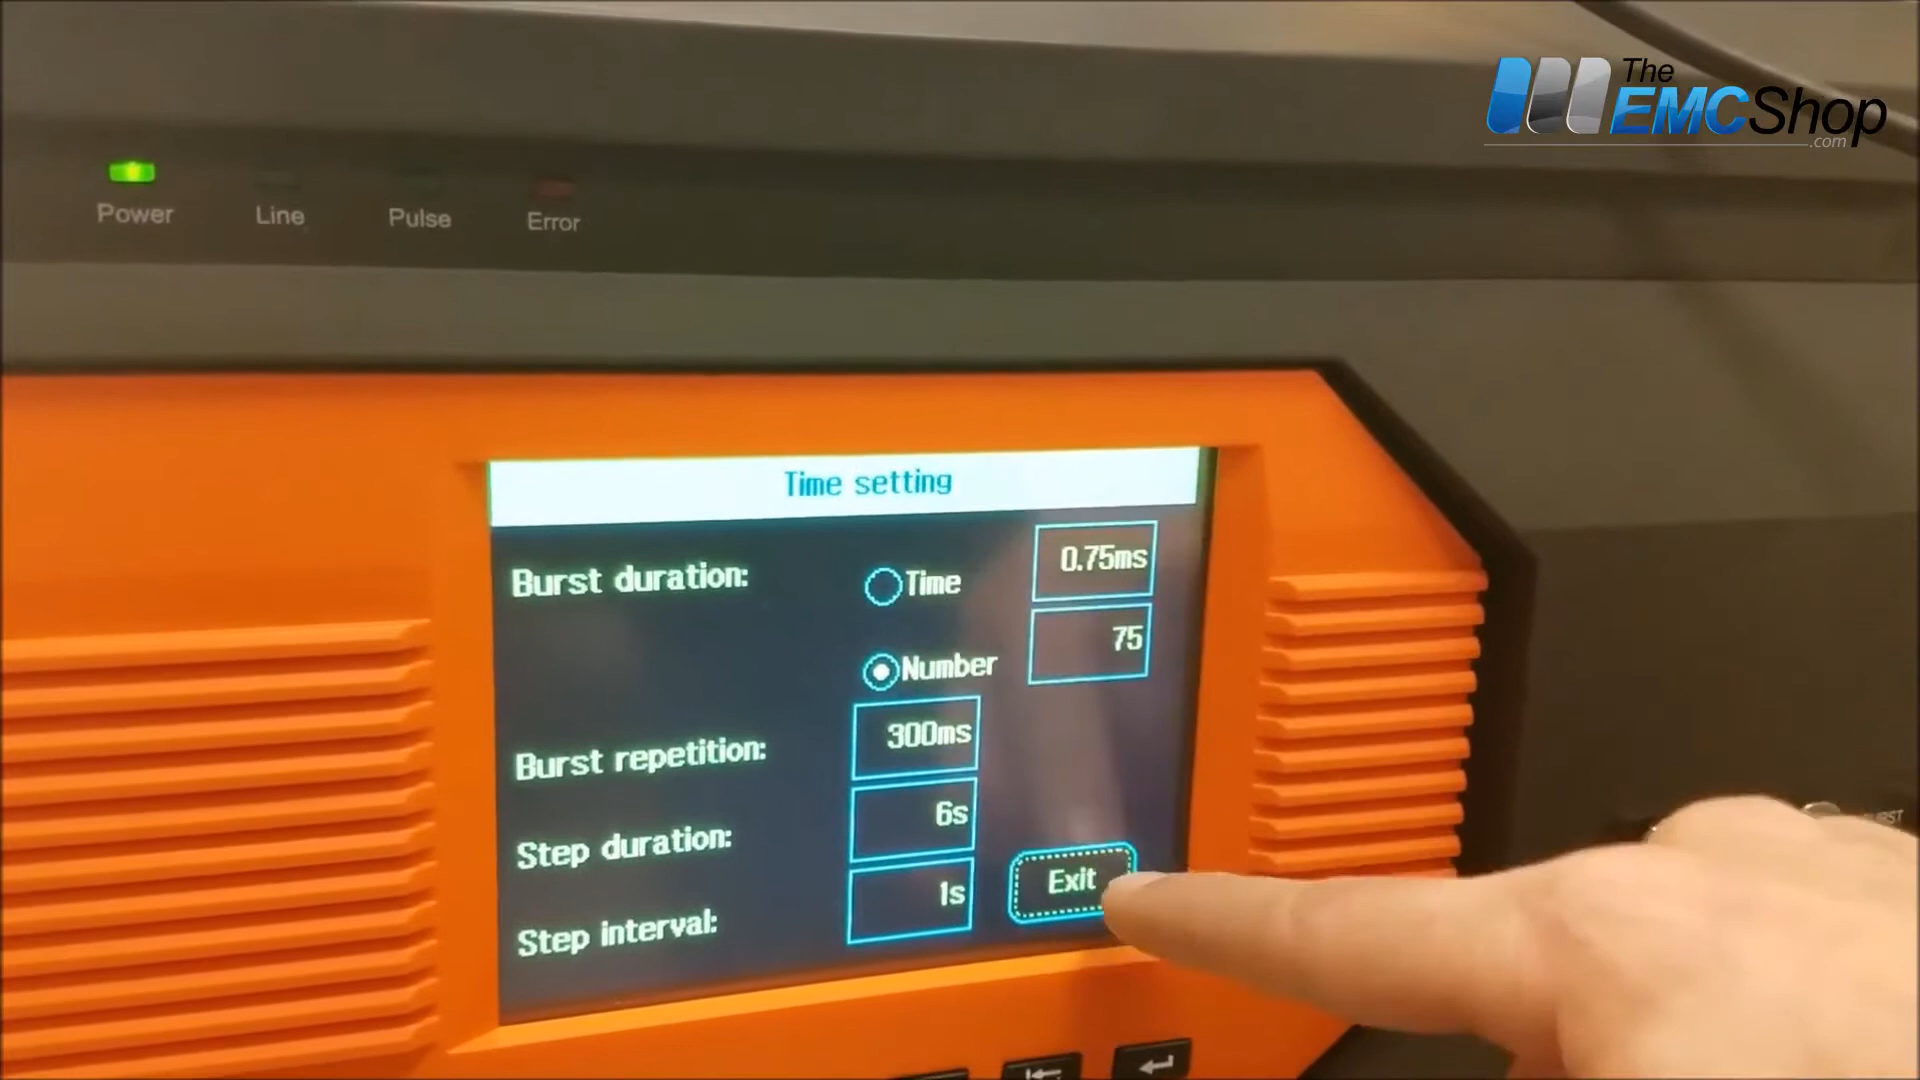 The
EMCShop
.com
Power
Line
Pulse
Error
Time setting
Burst duration:
Time
0.75ms
Number
75
Burst repetition:
300ms
Step duration:
6s
Step interval:
1s
Exit